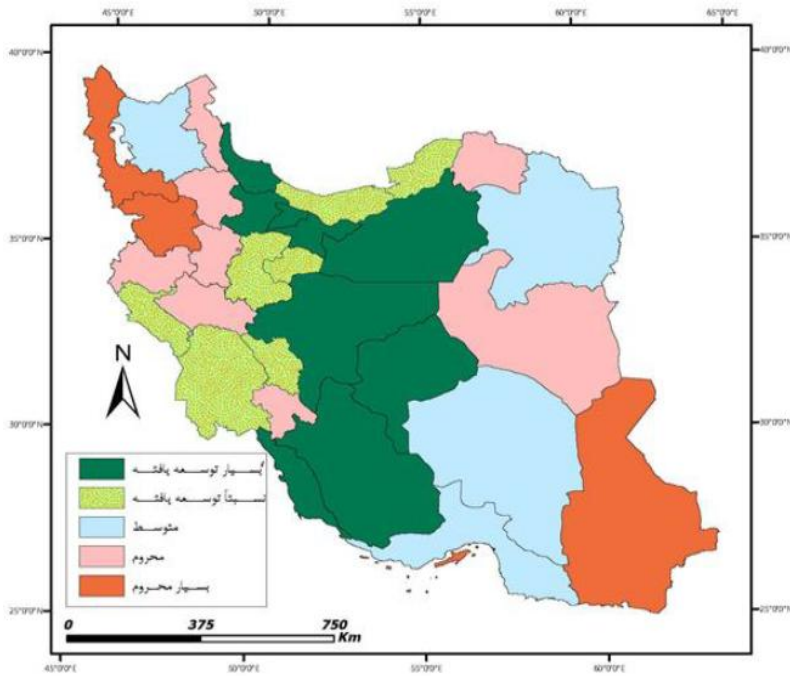 45°0'0"E 50°0'0"E 55°0'0"E 60°0'0"E 65°0'0"E
40°0'0"N 40°0'0"N
35°0'0"N 35°0'0"N
N
30°0'0"N 30°0'0"N
بسیار توسعه یافته
نسبتاً توسعه یافته
متوسط
محروم
بسیار محروم
25°0'0"N 25°0'0"N
0 375 750
Km
45°0'0"E 50°0'0"E 55°0'0"E 60°0'0"E